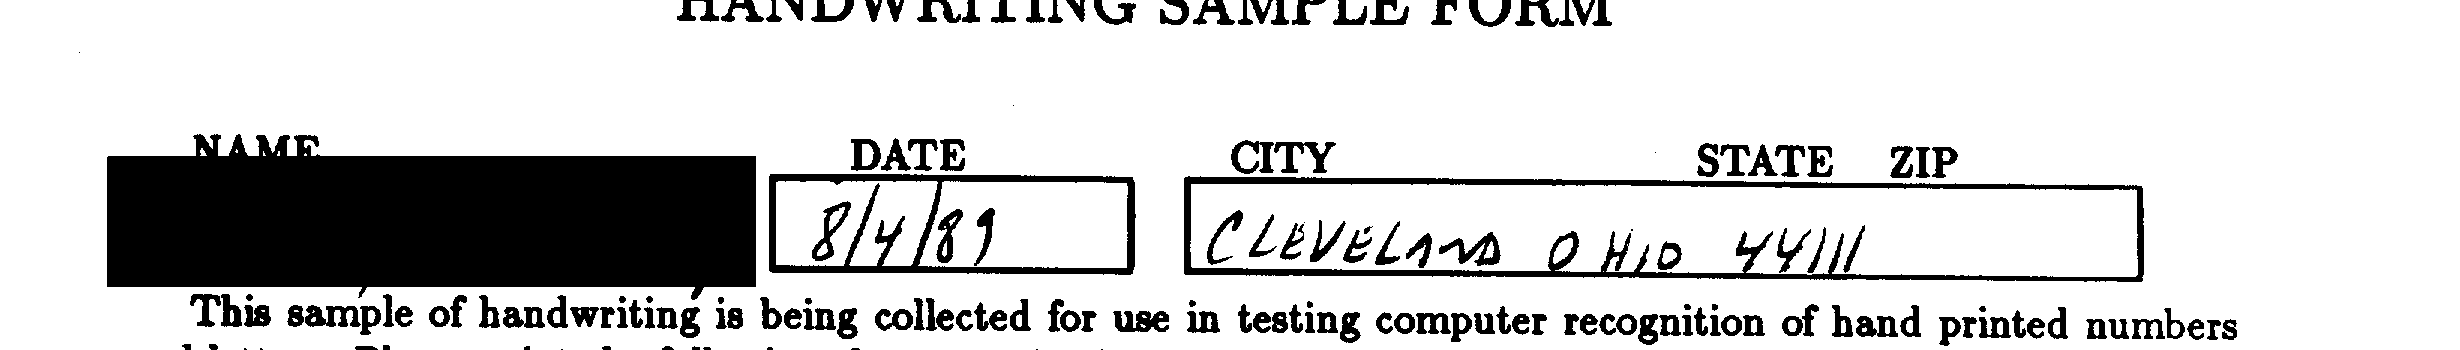 HANDWRITING SAMPLE FORM
NAME DATE CITY STATE ZIP
8/4/89 CLEVELAND OHIO 44111
This sample of handwriting is being collected for use in testing computer recognition of hand printed numbers